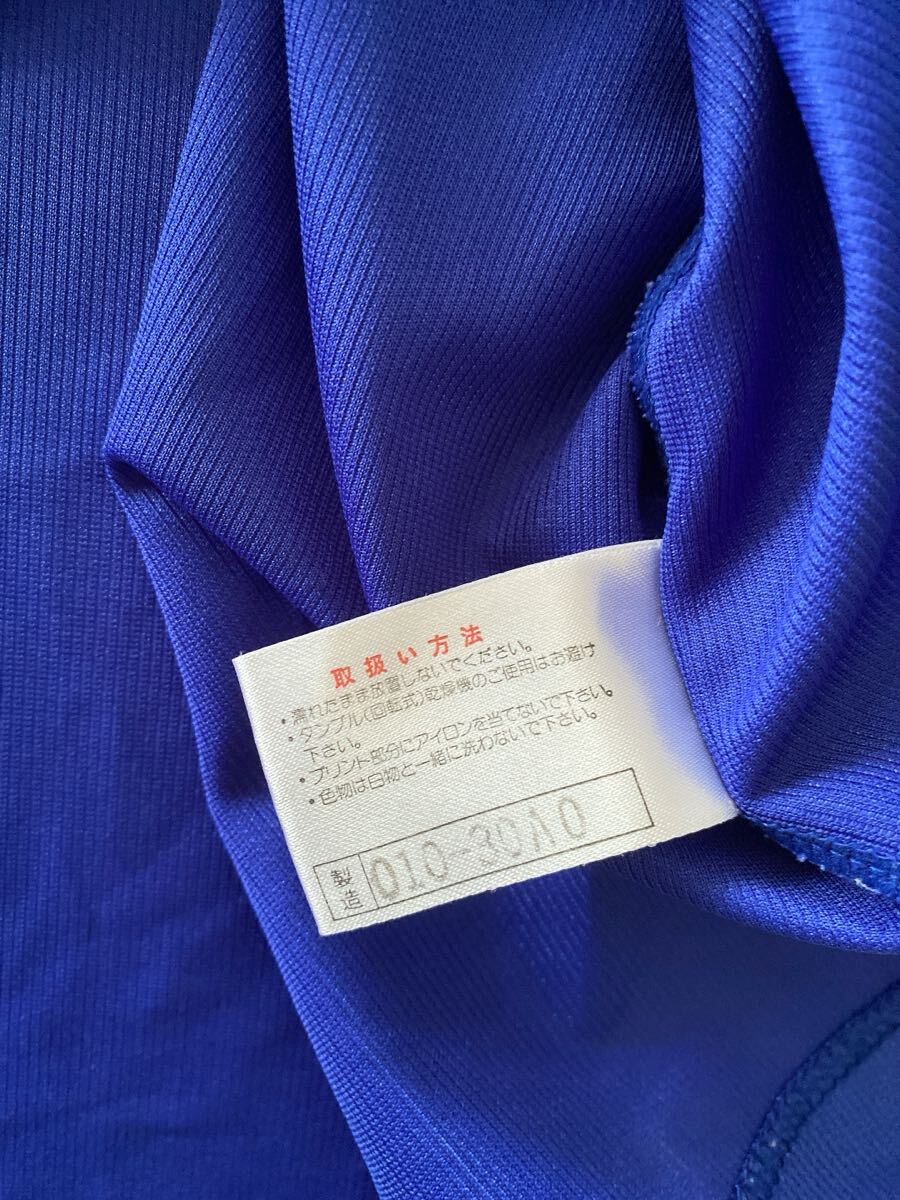 取扱い方法
・濡れたまま放置しないでください。
・タンブル(回転式)乾燥機のご使用はお避け
下さい。
・プリント部分にアイロンを当てないで下さい。
・色物は白物と一緒に洗わないで下さい。
製造 010-30A0